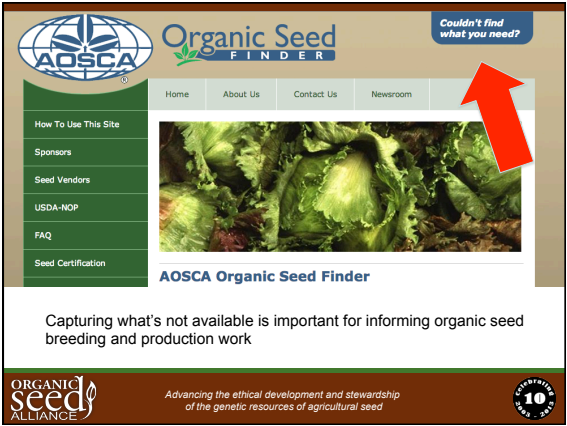 Couldn't find
what you need?
AOSCA
®
Organic Seed
FINDER
Home
About Us
Contact Us
Newsroom
How To Use This Site
Sponsors
Seed Vendors
USDA-NOP
FAQ
Seed Certification
AOSCA Organic Seed Finder
Capturing what's not available is important for informing organic seed
breeding and production work
ORGANIC
seed
ALLIANCE
Advancing the ethical development and stewardship
of the genetic resources of agricultural seed
celebrating
10
2003 - 2013